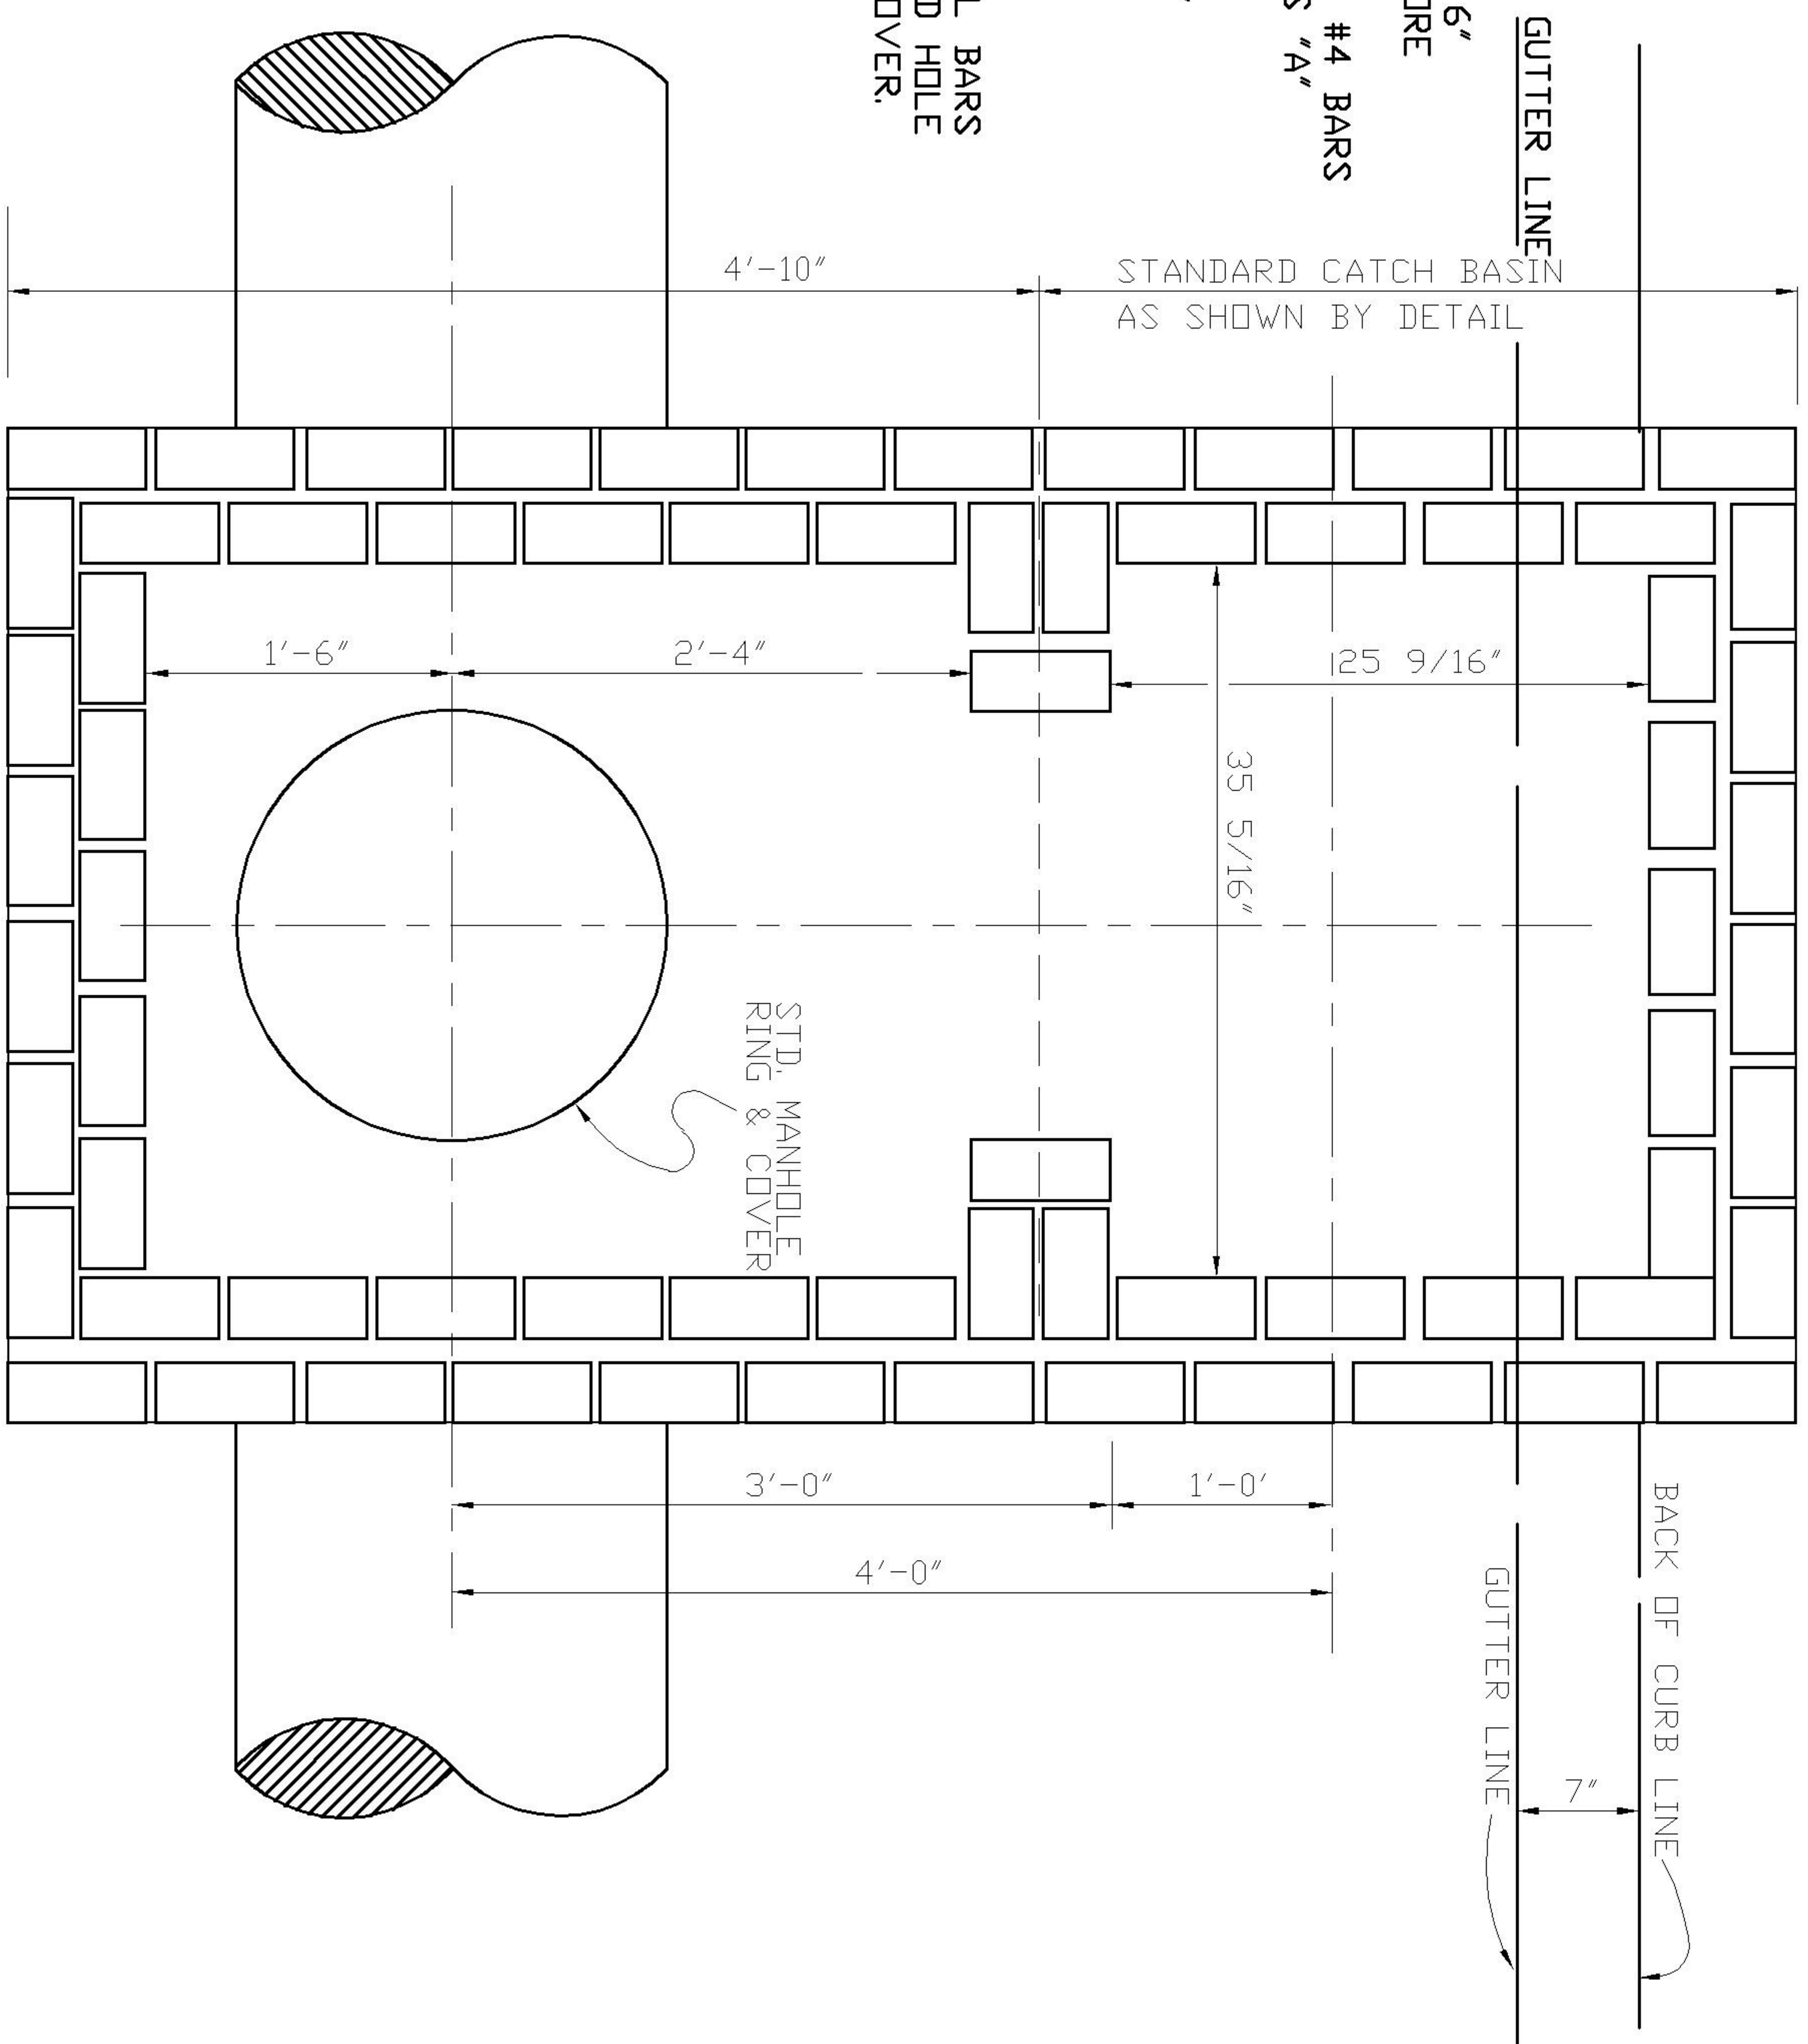 GUTTER LINE
6"
ORE
#4 BARS
S "A"
L BARS
D HOLE
OVER.
4'-10"
STANDARD CATCH BASIN
AS SHOWN BY DETAIL
1'-6"
2'-4"
25 9/16"
35 5/16"
STD. MANHOLE
RING & COVER
3'-0"
1'-0'
4'-0"
BACK OF CURB LINE
GUTTER LINE
7"